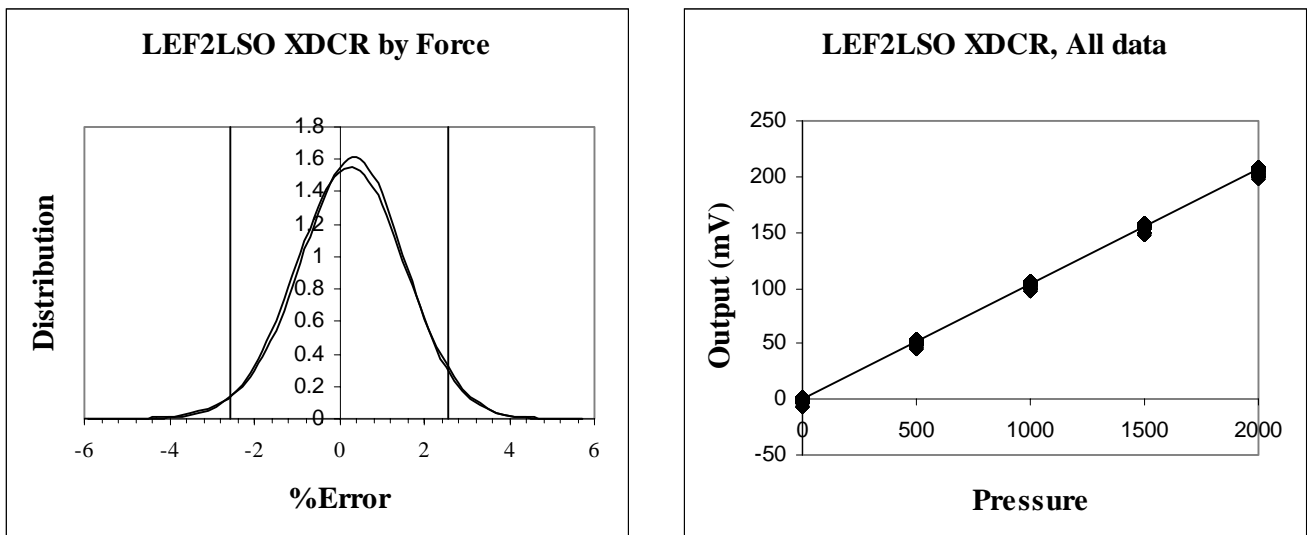 LEF2LSO XDCR by Force
1.8
1.6
1.4
1.2
1
0.8
0.6
0.4
0.2
0
-6 -4 -2 0 2 4 6
Distribution
%Error
LEF2LSO XDCR, All data
250
200
150
100
50
0
-50
0 500 1000 1500 2000
Output (mV)
Pressure